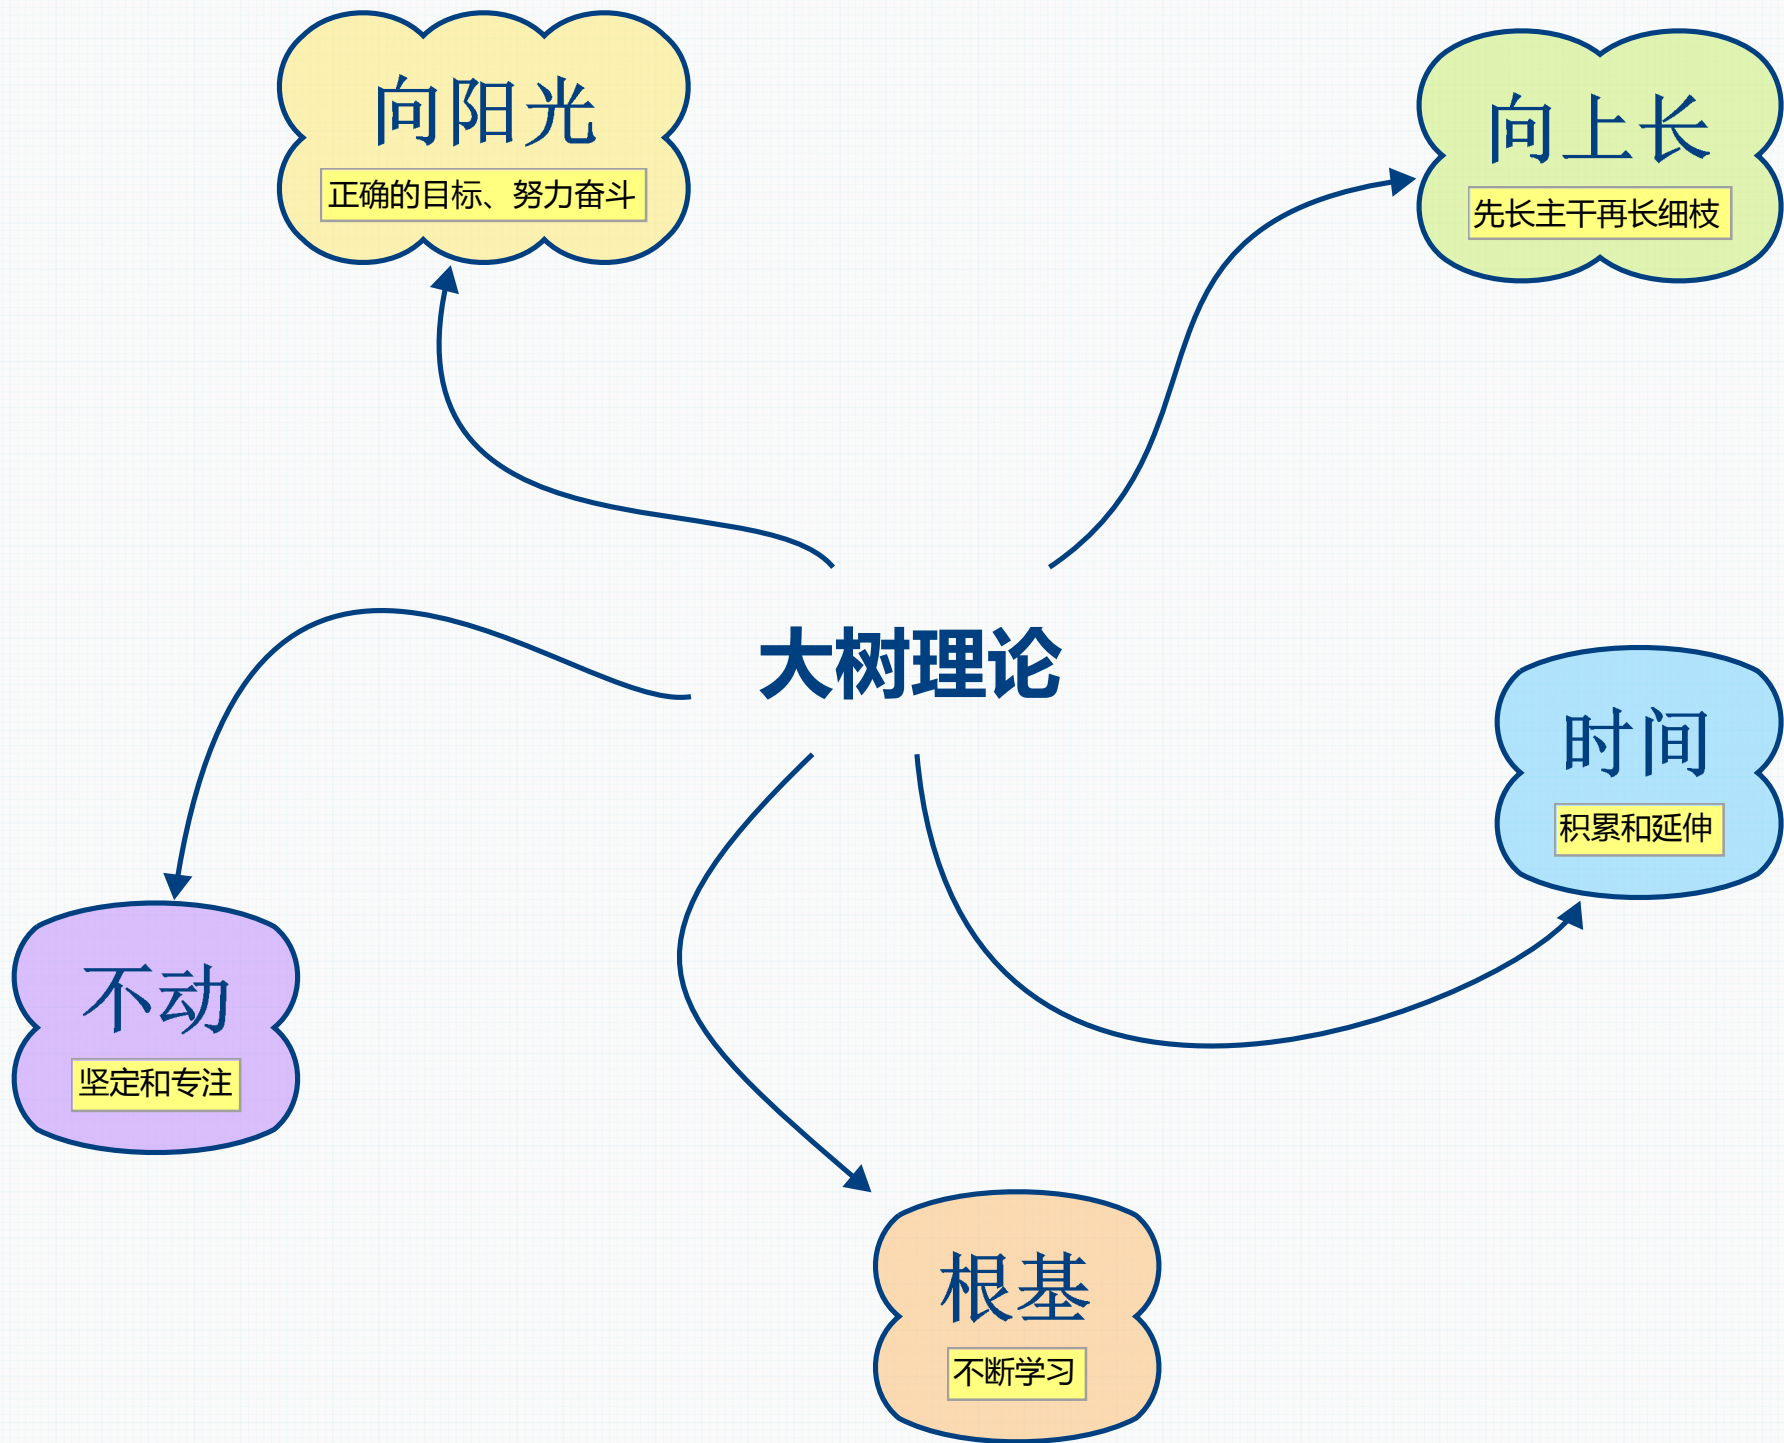 向阳光
正确的目标、努力奋斗
向上长
先长主干再长细枝
大树理论
时间
积累和延伸
不动
坚定和专注
根基
不断学习